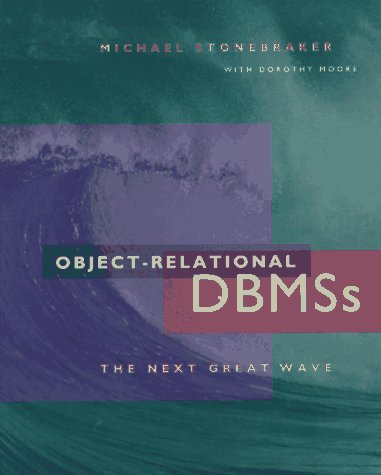 MICHAEL STONEBRAKER
WITH DOROTHY MOORE
OBJECT-RELATIONAL
DBMSs
THE NEXT GREAT WAVE